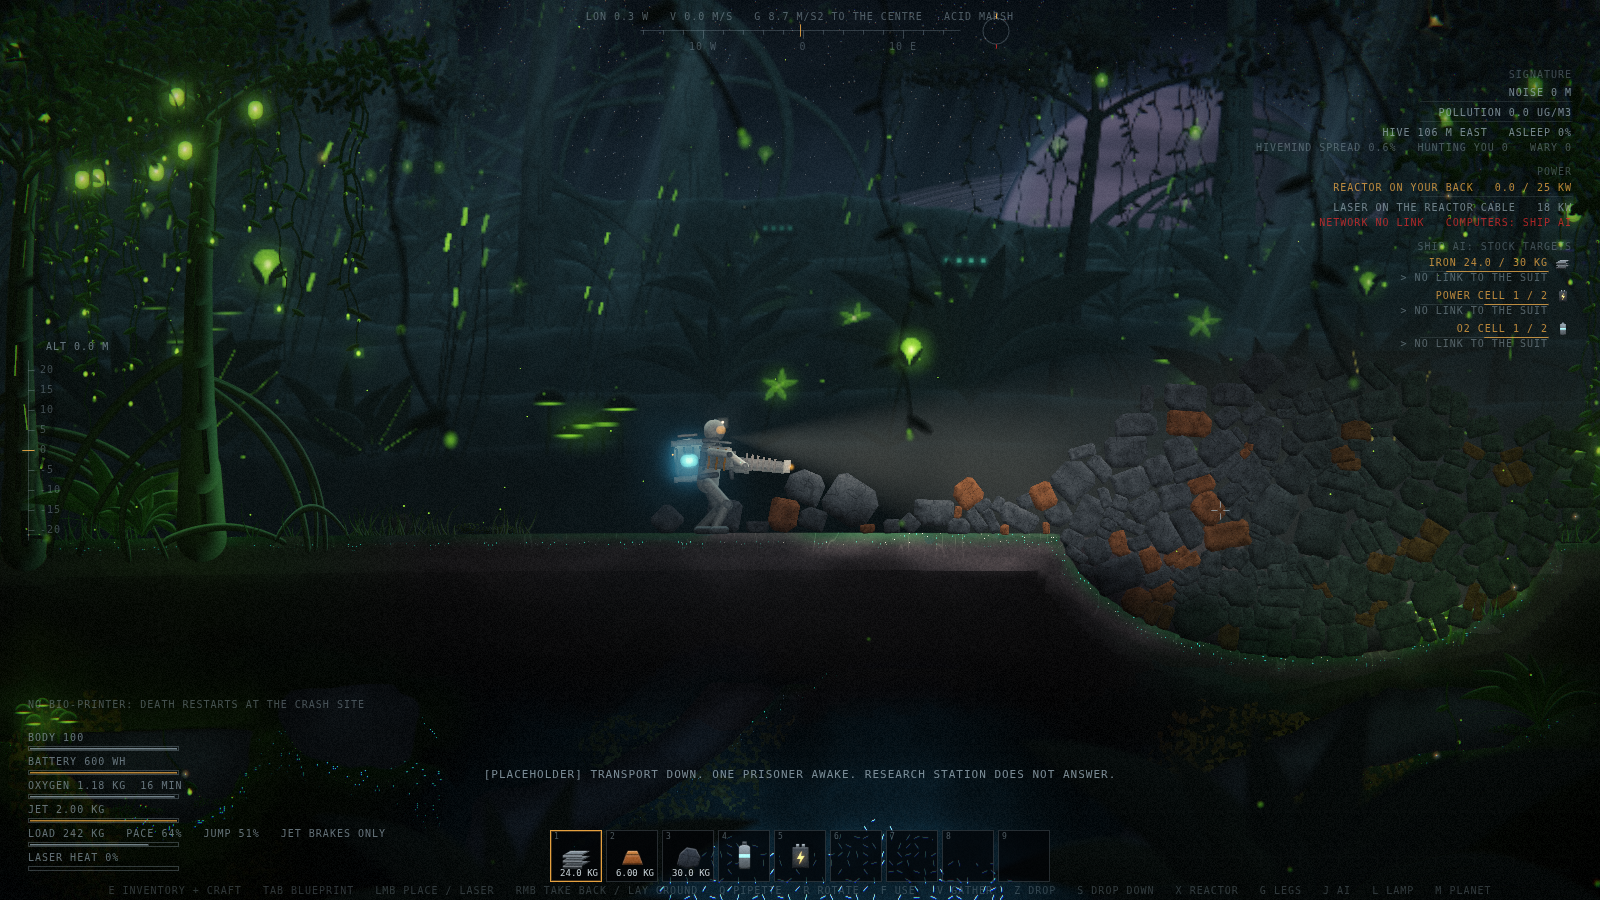 LON 0.3 W   V 0.0 M/S   G 8.7 M/S2 TO THE CENTRE   ACID MARSH
10 W   0   10 E
SIGNATURE
NOISE 0 M
POLLUTION 0.0 UG/M3
HIVE 106 M EAST   ASLEEP 0%
HIVEMIND SPREAD 0.6%   HUNTING YOU 0   WARY 0
POWER
REACTOR ON YOUR BACK   0.0 / 25 KW
LASER ON THE REACTOR CABLE   18 KW
NETWORK NO LINK   COMPUTERS: SHIP AI
SHIP AI: STOCK TARGETS
IRON 24.0 / 30 KG
> NO LINK TO THE SUIT
POWER CELL 1 / 2
> NO LINK TO THE SUIT
O2 CELL 1 / 2
> NO LINK TO THE SUIT
ALT 0.0 M
20
15
10
5
0
-5
-10
-15
-20
NO BIO-PRINTER: DEATH RESTARTS AT THE CRASH SITE
BODY 100
BATTERY 600 WH
OXYGEN 1.18 KG   16 MIN
JET 2.00 KG
LOAD 242 KG   PACE 64%   JUMP 51%   JET BRAKES ONLY
LASER HEAT 0%
[PLACEHOLDER] TRANSPORT DOWN. ONE PRISONER AWAKE. RESEARCH STATION DOES NOT ANSWER.
1 2 3 4 5 6 7 8 9
24.0 KG   6.00 KG   30.0 KG
E INVENTORY + CRAFT   TAB BLUEPRINT   LMB PLACE / LASER   RMB TAKE BACK / LAY GROUND   Q PIPETTE   R ROTATE   F USE   V GATHER   Z DROP   S DROP DOWN   X REACTOR   G LEGS   J AI   L LAMP   M PLANET